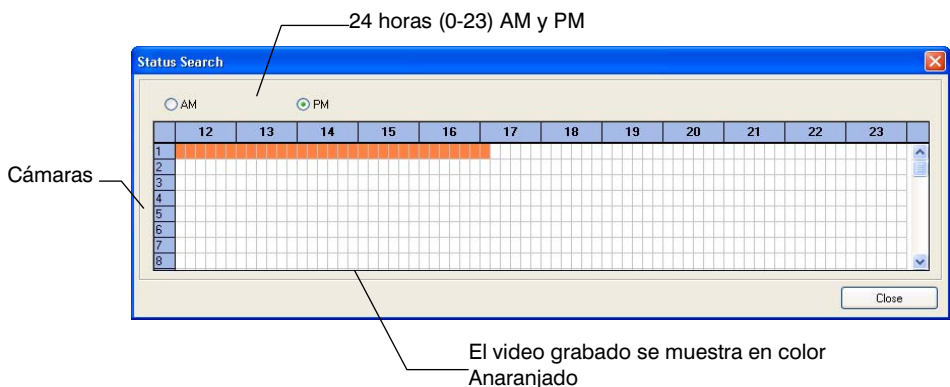 24 horas (0-23) AM y PM
Status Search
AM PM
12 13 14 15 16 17 18 19 20 21 22 23
Cámaras
1
2
3
4
5
6
7
8
Close
El video grabado se muestra en color
Anaranjado